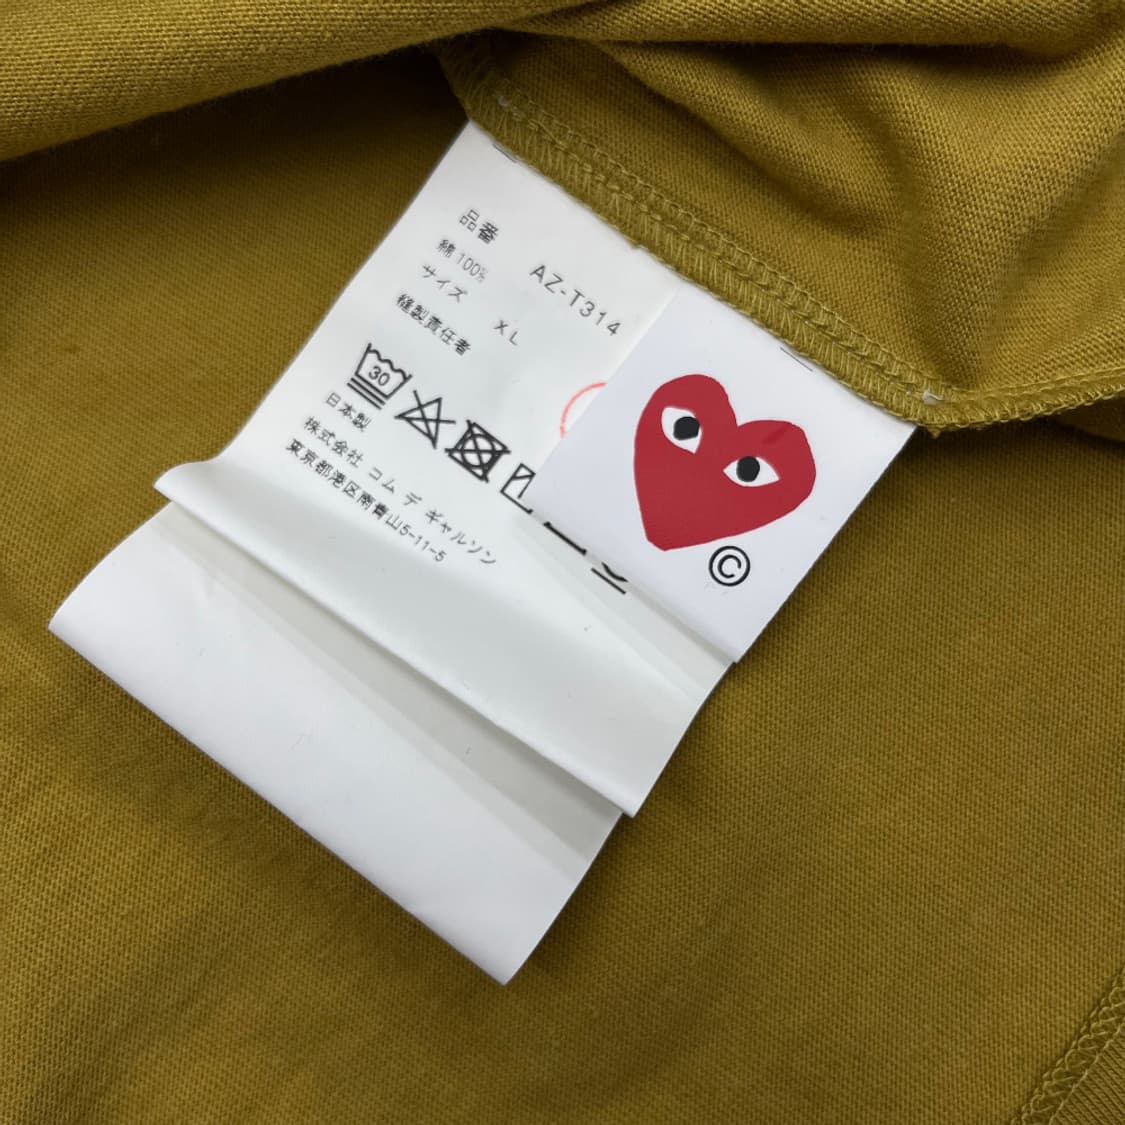 品番 AZ-T314
綿 100%
サイズ XL
縫製責任者
30
日本製
株式会社 コム デ ギャルソン
東京都港区南青山5-11-5
©